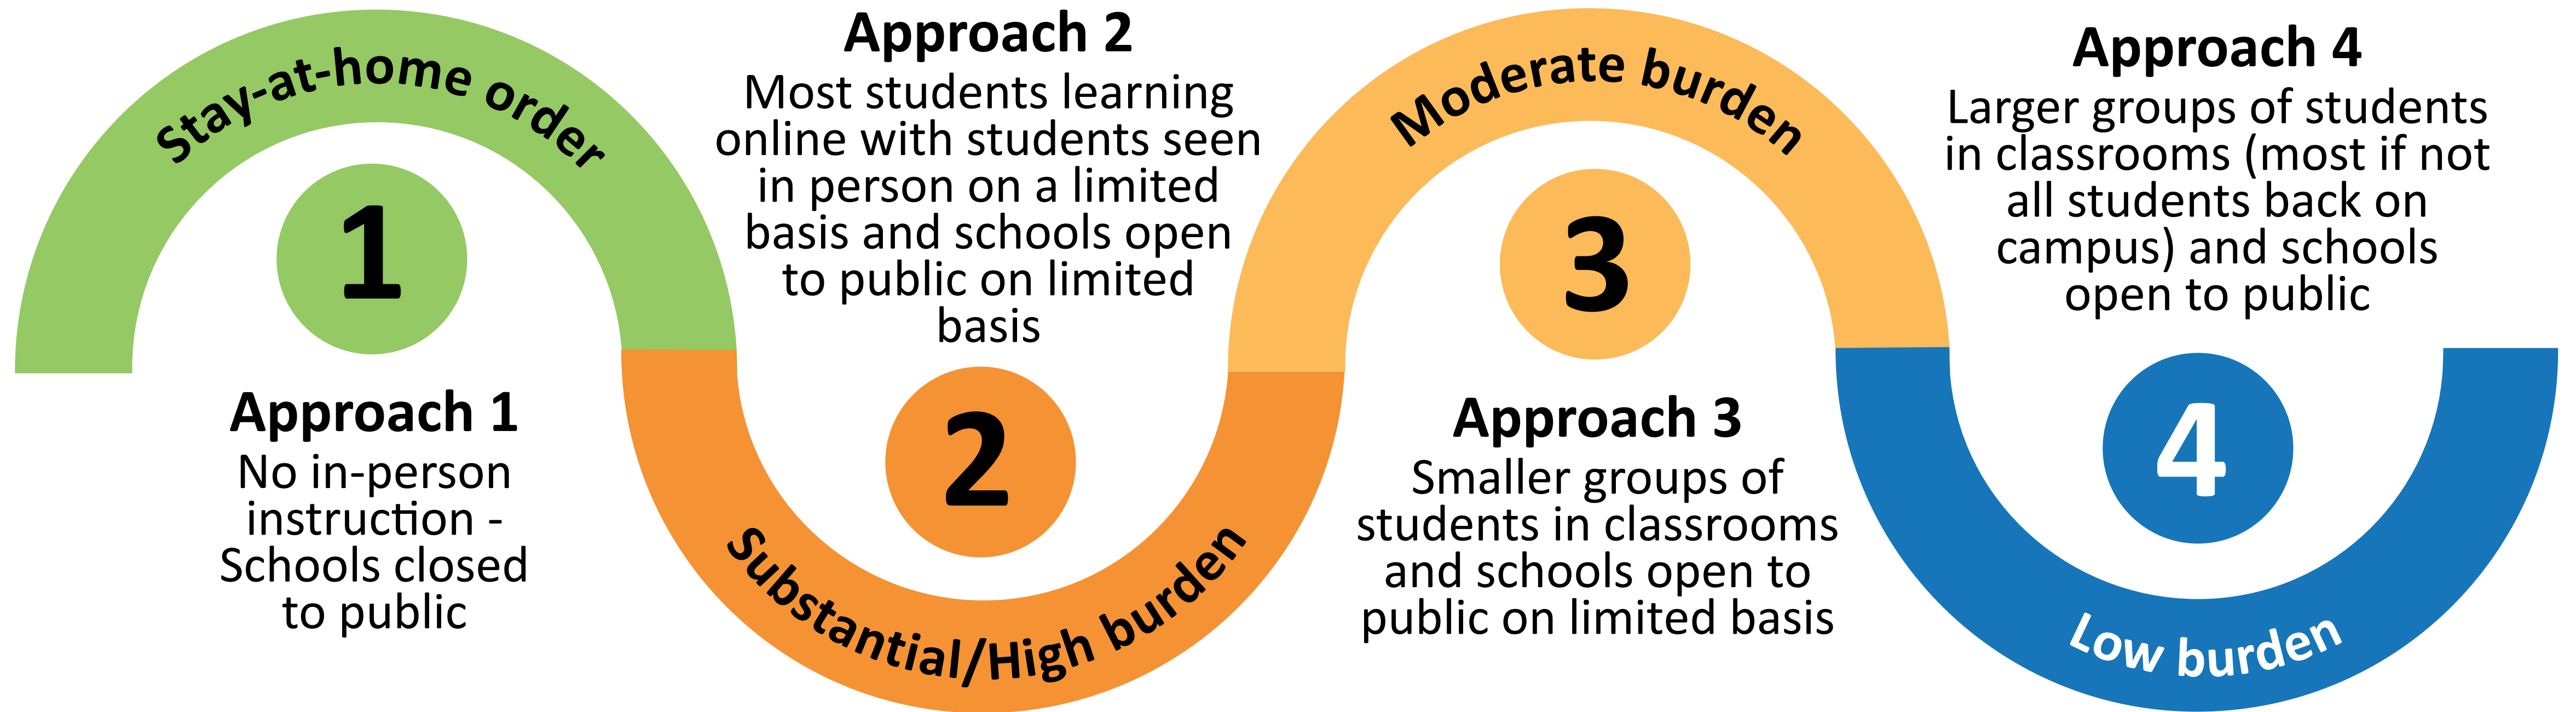 Stay-at-home order
1
Approach 1
No in-person
instruction -
Schools closed
to public
Approach 2
Most students learning
online with students seen
in person on a limited
basis and schools open
to public on limited
basis
2
Substantial/High burden
Moderate burden
3
Approach 3
Smaller groups of
students in classrooms
and schools open to
public on limited basis
Approach 4
Larger groups of students
in classrooms (most if not
all students back on
campus) and schools
open to public
4
Low burden